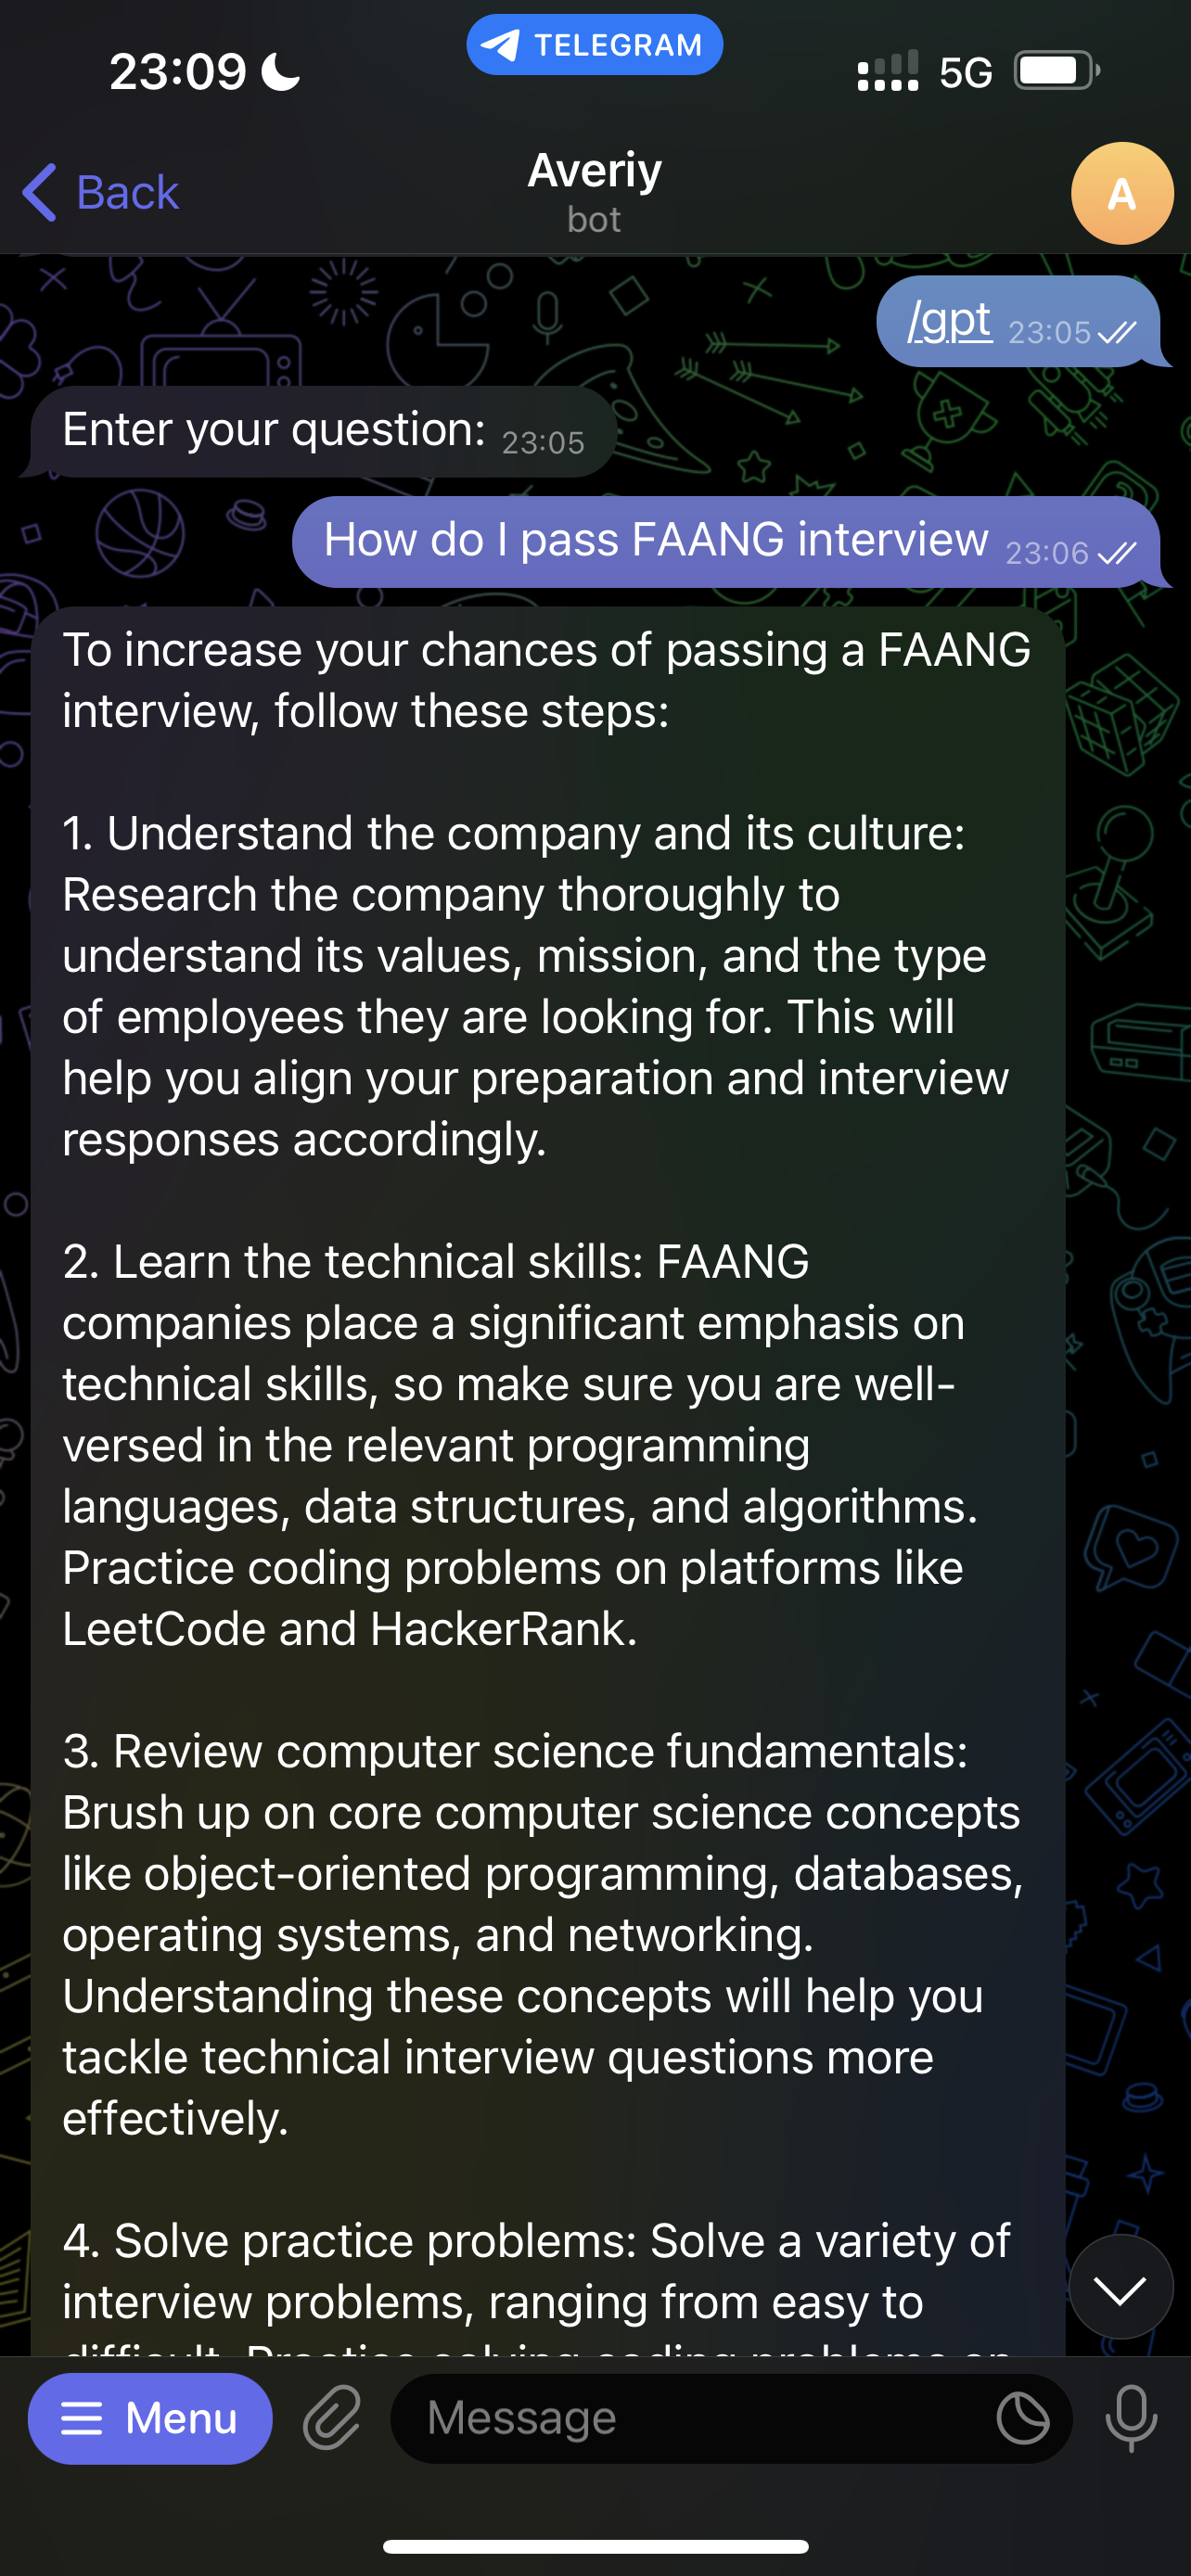 23:09
TELEGRAM
5G
Back
Averiy
bot
A
/gpt 23:05
Enter your question: 23:05
How do I pass FAANG interview 23:06
To increase your chances of passing a FAANG
interview, follow these steps:
1. Understand the company and its culture:
Research the company thoroughly to
understand its values, mission, and the type
of employees they are looking for. This will
help you align your preparation and interview
responses accordingly.
2. Learn the technical skills: FAANG
companies place a significant emphasis on
technical skills, so make sure you are well-
versed in the relevant programming
languages, data structures, and algorithms.
Practice coding problems on platforms like
LeetCode and HackerRank.
3. Review computer science fundamentals:
Brush up on core computer science concepts
like object-oriented programming, databases,
operating systems, and networking.
Understanding these concepts will help you
tackle technical interview questions more
effectively.
4. Solve practice problems: Solve a variety of
interview problems, ranging from easy to
difficult. Practice solving coding problems on
Menu
Message